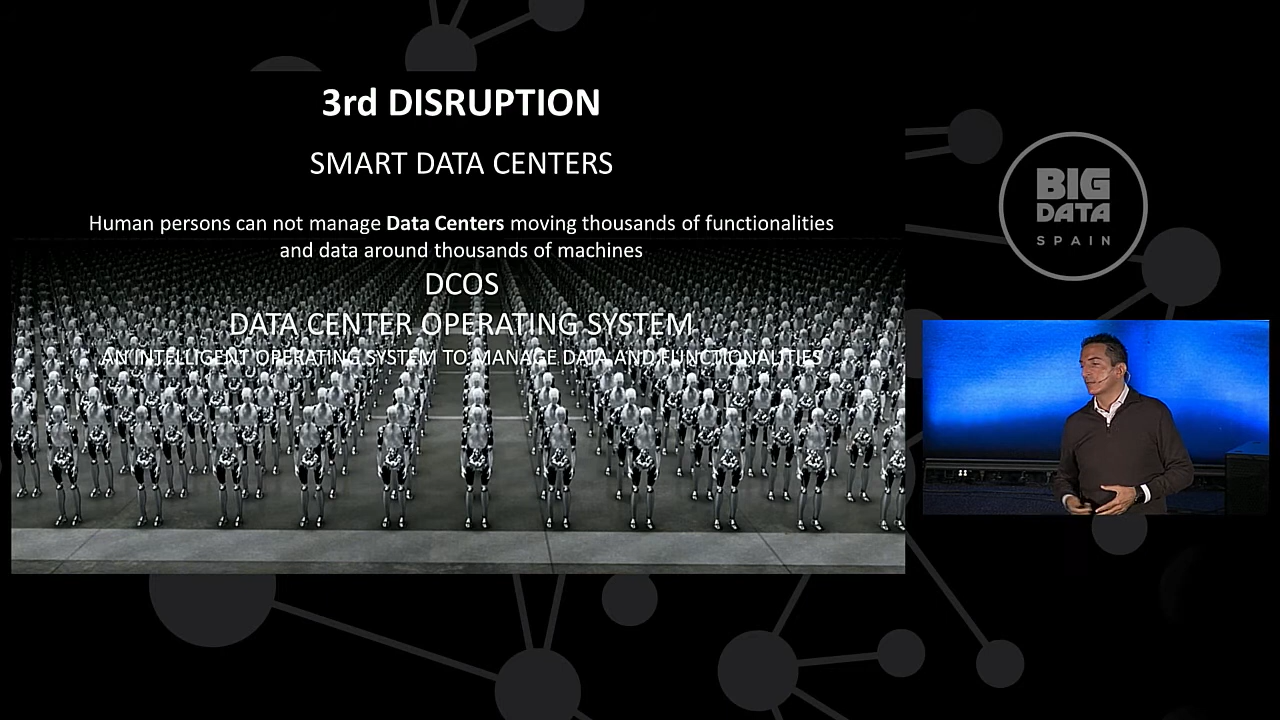 3rd DISRUPTION
SMART DATA CENTERS
Human persons can not manage Data Centers moving thousands of functionalities
and data around thousands of machines
DCOS
DATA CENTER OPERATING SYSTEM
AN INTELLIGENT OPERATING SYSTEM TO MANAGE DATA AND FUNCTIONALITIES
BIG
DATA
SPAIN